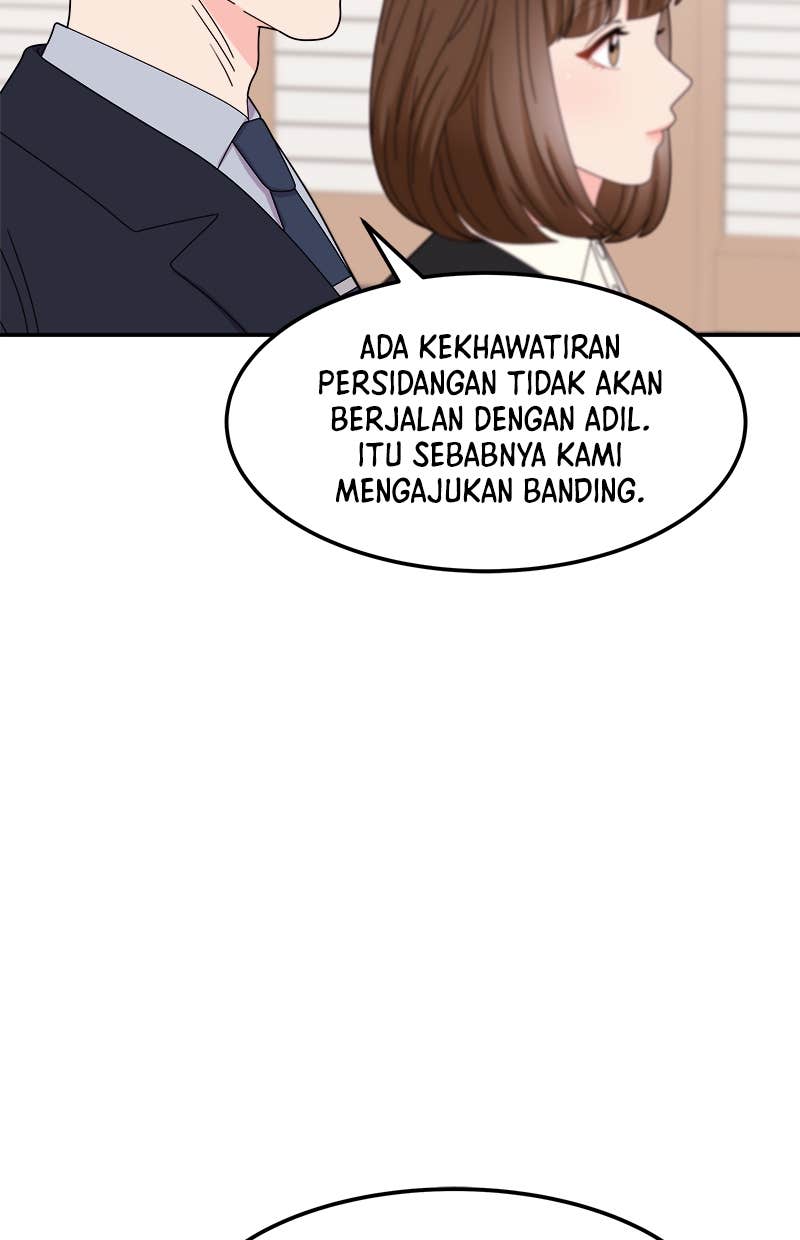 ADA KEKHAWATIRAN
PERSIDANGAN TIDAK AKAN
BERJALAN DENGAN ADIL.
ITU SEBABNYA KAMI
MENGAJUKAN BANDING.